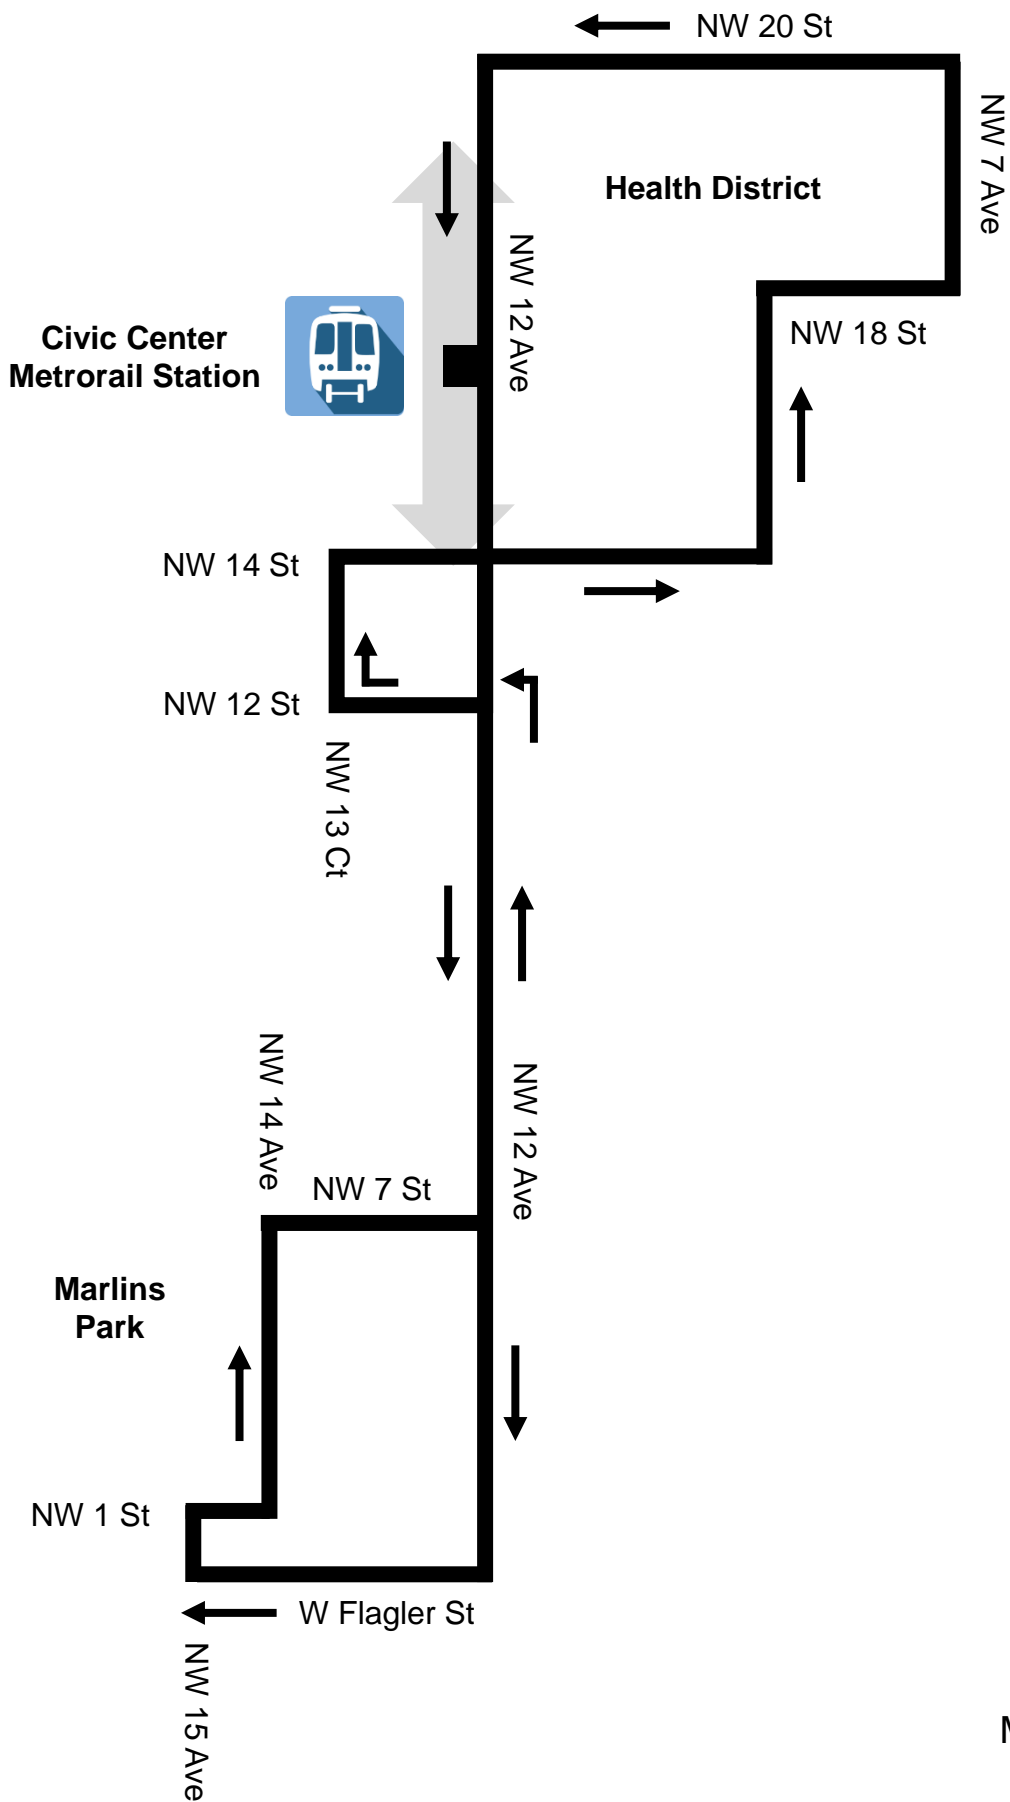 NW 20 St
NW 7 Ave
Health District
NW 12 Ave
Civic Center
Metrorail Station
NW 18 St
NW 14 St
NW 12 St
NW 13 Ct
NW 14 Ave
NW 12 Ave
NW 7 St
Marlins
Park
NW 1 St
W Flagler St
NW 15 Ave